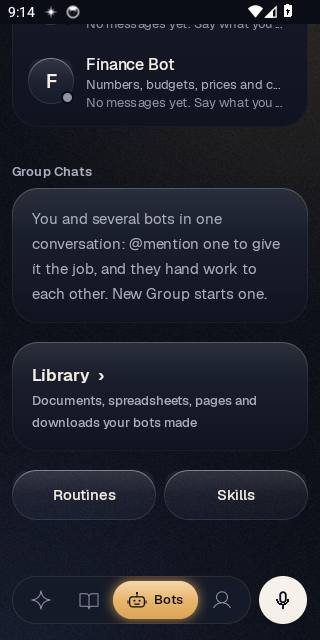 9:14
No messages yet. Say what you ...
F
Finance Bot
Numbers, budgets, prices and c...
No messages yet. Say what you ...
Group Chats
You and several bots in one
conversation: @mention one to give
it the job, and they hand work to
each other. New Group starts one.
Library ›
Documents, spreadsheets, pages and
downloads your bots made
Routines
Skills
Bots